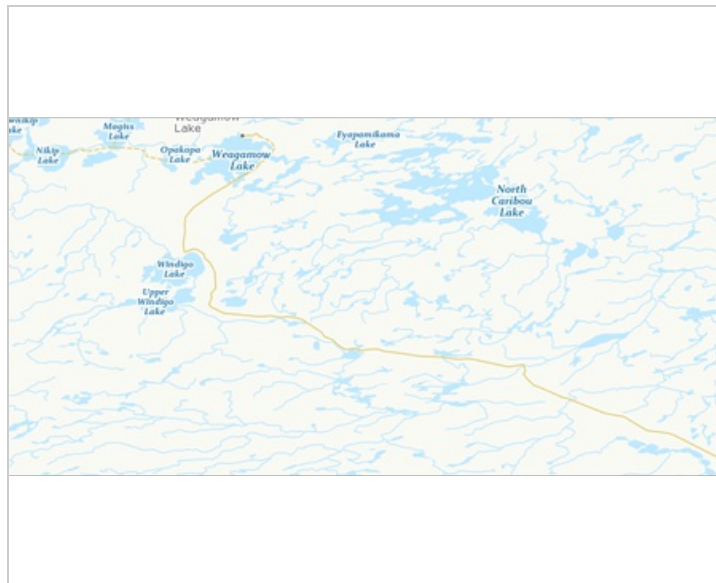 Weagamow
Lake
Magiss
Lake
Eyapamikama
Lake
Nikip
Lake
Opakopa
Lake
Weagamow
Lake
North
Caribou
Lake
Windigo
Lake
Upper
Windigo
Lake